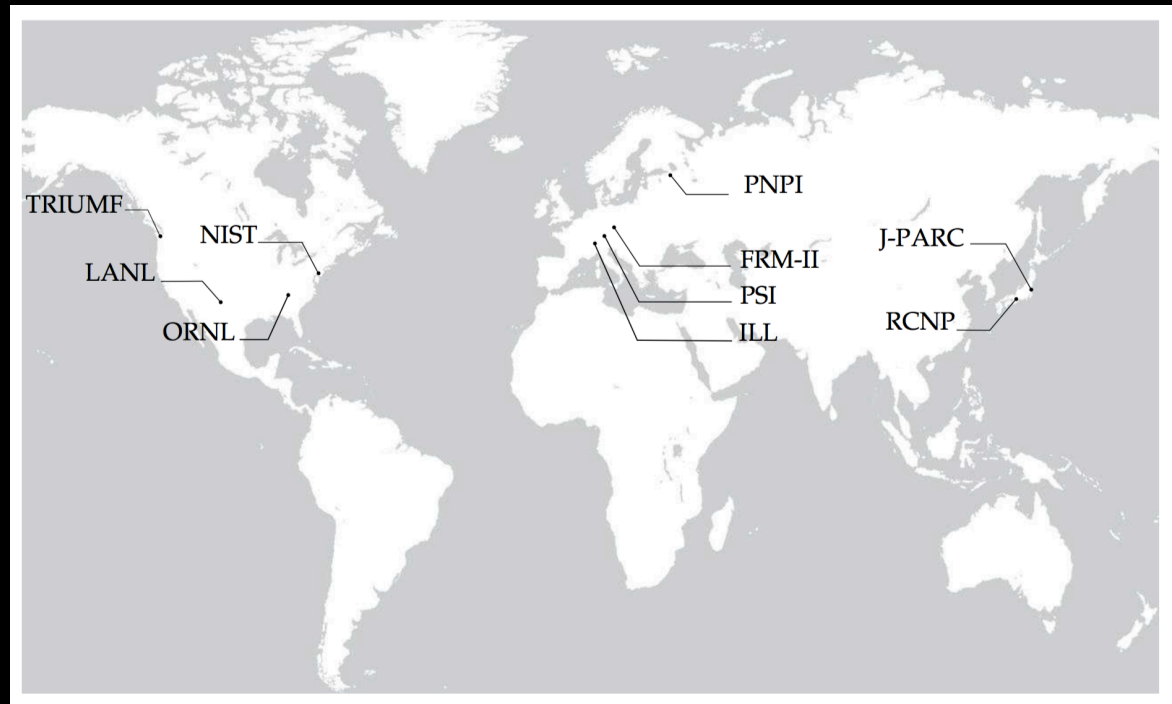 TRIUMF
NIST
LANL
ORNL
PNPI
FRM-II
PSI
ILL
J-PARC
RCNP